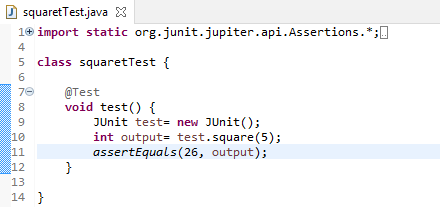 squaretTest.java
1 import static org.junit.jupiter.api.Assertions.*;
4
5 class squaretTest {
6
7 @Test
8 void test() {
9 JUnit test= new JUnit();
10 int output= test.square(5);
11 assertEquals(26, output);
12 }
13
14 }